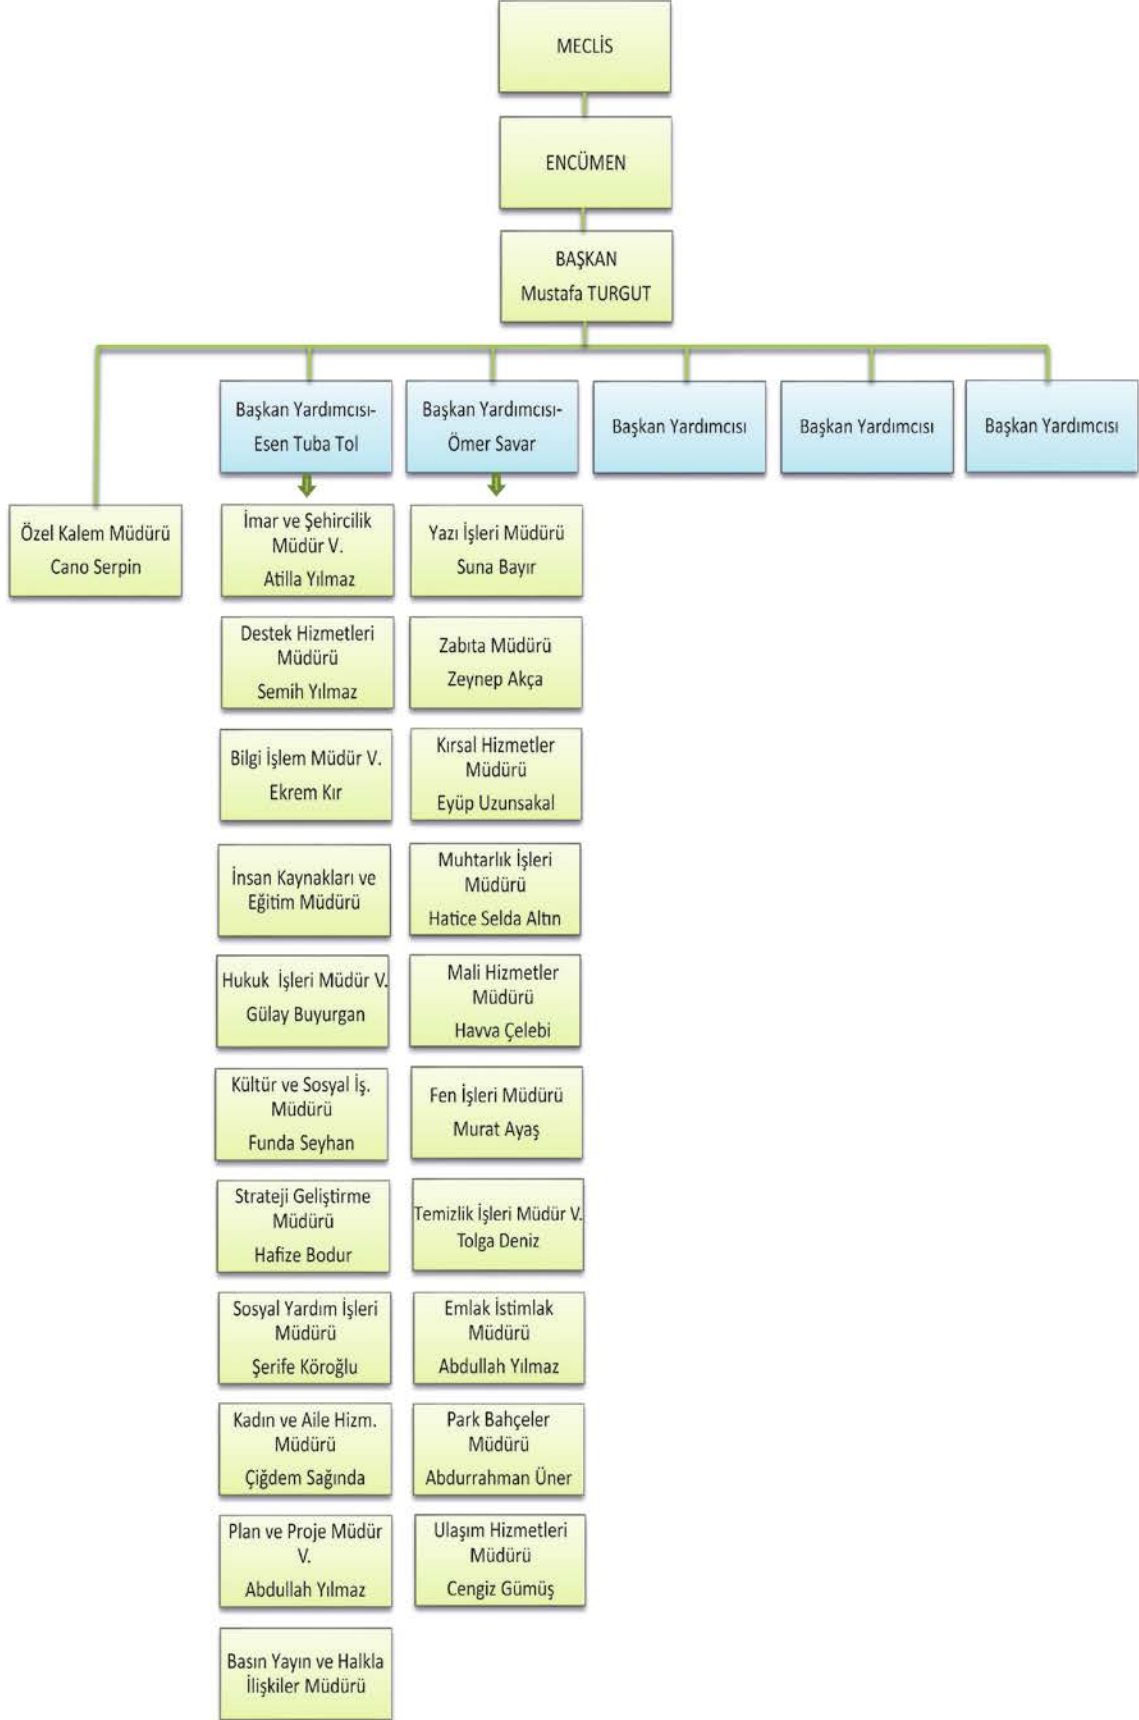 MECLİS
ENCÜMEN
BAŞKAN
Mustafa TURGUT
Başkan Yardımcısı-
Esen Tuba Tol
Başkan Yardımcısı-
Ömer Savar
Başkan Yardımcısı
Başkan Yardımcısı
Başkan Yardımcısı
Özel Kalem Müdürü
Cano Serpin
İmar ve Şehircilik
Müdür V.
Atilla Yılmaz
Destek Hizmetleri
Müdürü
Semih Yılmaz
Bilgi İşlem Müdür V.
Ekrem Kır
İnsan Kaynakları ve
Eğitim Müdürü
Hukuk İşleri Müdür V.
Gülay Buyurgan
Kültür ve Sosyal İş.
Müdürü
Funda Seyhan
Strateji Geliştirme
Müdürü
Hafize Bodur
Sosyal Yardım İşleri
Müdürü
Şerife Köroğlu
Kadın ve Aile Hizm.
Müdürü
Çiğdem Sağında
Plan ve Proje Müdür
V.
Abdullah Yılmaz
Basın Yayın ve Halkla
İlişkiler Müdürü
Yazı İşleri Müdürü
Suna Bayır
Zabıta Müdürü
Zeynep Akça
Kırsal Hizmetler
Müdürü
Eyüp Uzunsakal
Muhtarlık İşleri
Müdürü
Hatice Selda Altın
Mali Hizmetler
Müdürü
Havva Çelebi
Fen İşleri Müdürü
Murat Ayaş
Temizlik İşleri Müdür V.
Tolga Deniz
Emlak İstimlak
Müdürü
Abdullah Yılmaz
Park Bahçeler
Müdürü
Abdurrahman Üner
Ulaşım Hizmetleri
Müdürü
Cengiz Gümüş